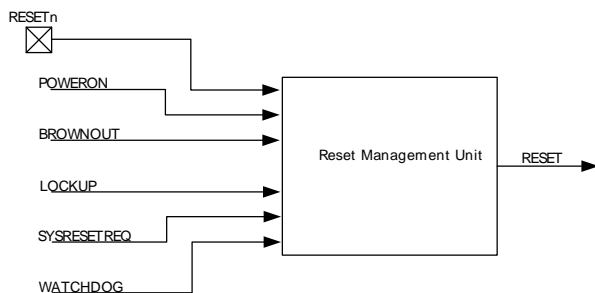 RESETn
POWERON
BROWNOUT
LOCKUP
SYSRESETREQ
WATCHDOG
Reset Management Unit
RESET